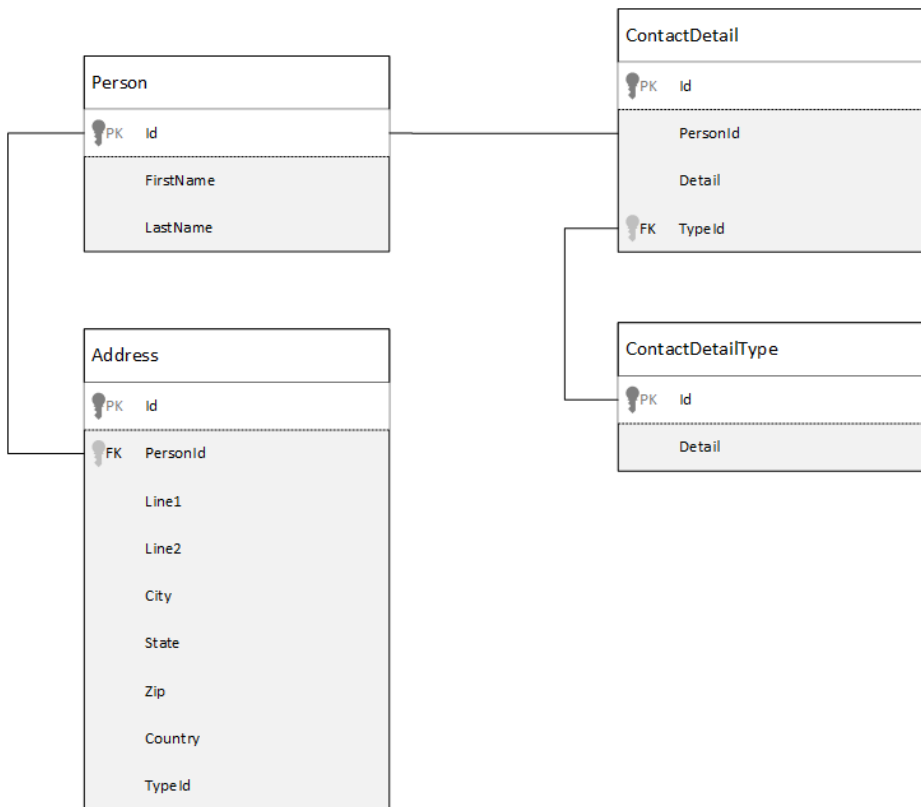 Person
PK Id
FirstName
LastName
Address
PK Id
FK PersonId
Line1
Line2
City
State
Zip
Country
TypeId
ContactDetail
PK Id
PersonId
Detail
FK TypeId
ContactDetailType
PK Id
Detail